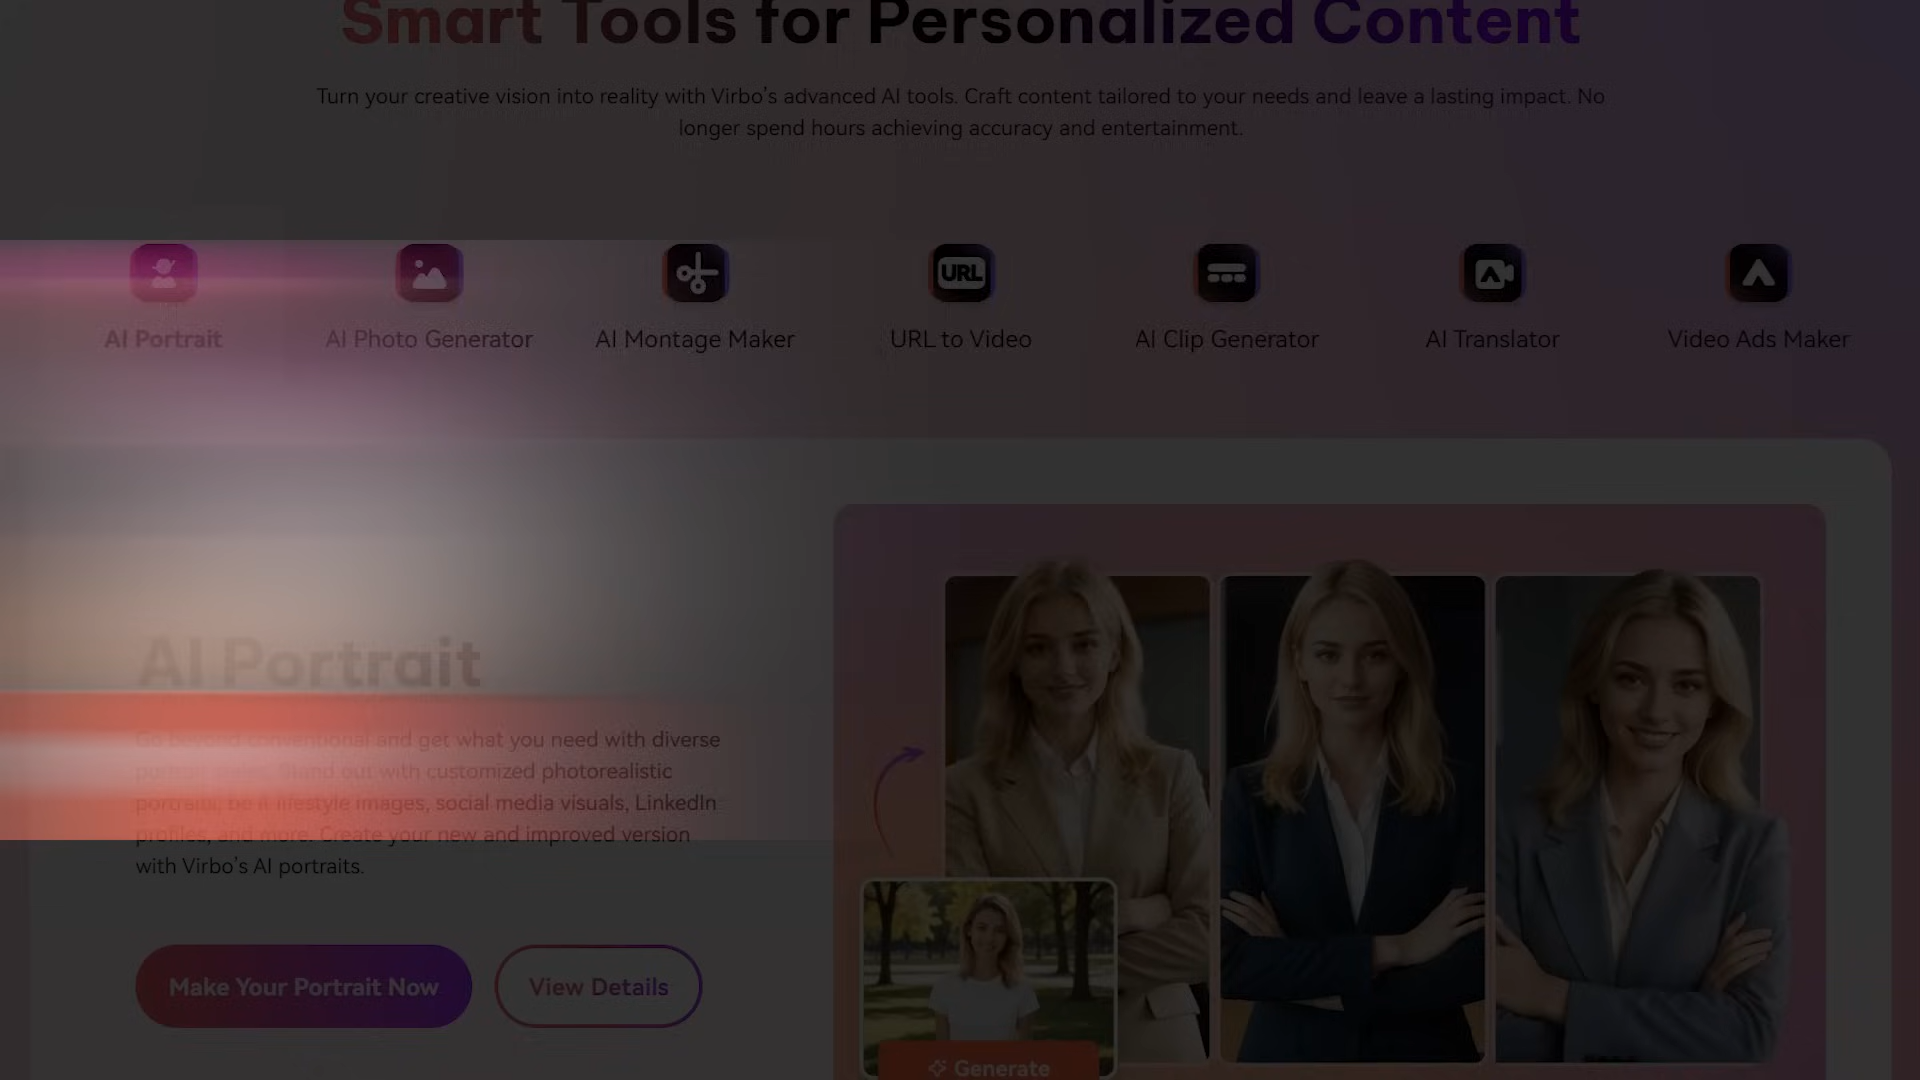 Smart Tools for Personalized Content
Turn your creative vision into reality with Virbo's advanced AI tools. Craft content tailored to your needs and leave a lasting impact. No
longer spend hours achieving accuracy and entertainment.
URL
AI Portrait
AI Photo Generator
AI Montage Maker
URL to Video
AI Clip Generator
AI Translator
Video Ads Maker
AI Portrait
Go beyond conventional and get what you need with diverse
portrait types. Stand out with customized photorealistic
portraits, be it lifestyle images, social media visuals, LinkedIn
profiles, and more. Create your new and improved version
with Virbo's AI portraits.
Make Your Portrait Now
View Details
Generate